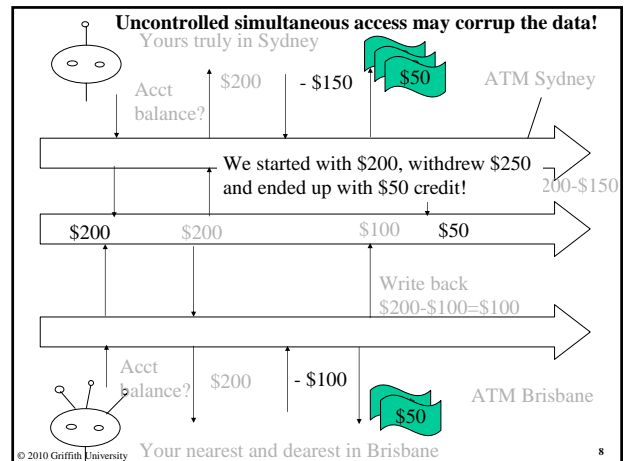 Uncontrolled simultaneous access may corrup the data!
Yours truly in Sydney
Acct
balance?
$200
- $150
$50
ATM Sydney
We started with $200, withdrew $250
and ended up with $50 credit!
200-$150
$200
$200
$100
$50
Write back
$200-$100=$100
Acct
balance?
$200
- $100
$50
ATM Brisbane
Your nearest and dearest in Brisbane
© 2010 Griffith University
8